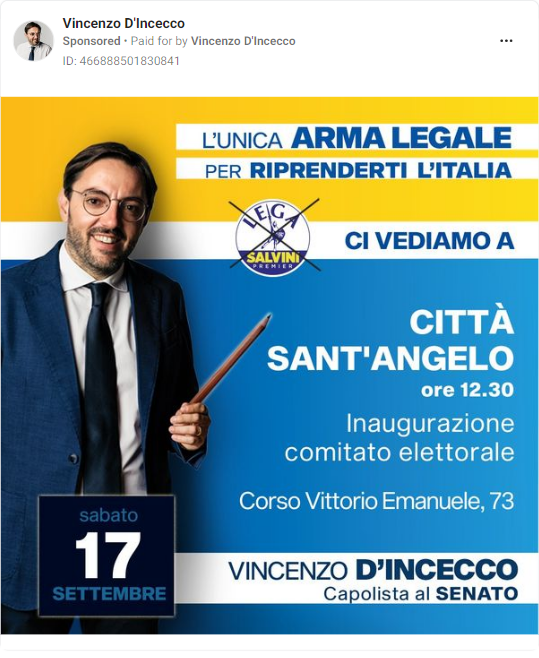 Vincenzo D'Incecco
Sponsored • Paid for by Vincenzo D'Incecco
ID: 466888501830841
L'UNICA ARMA LEGALE
PER RIPRENDERTI L'ITALIA
LEGA
SALVINI
PREMIER
CI VEDIAMO A
CITTÀ
SANT'ANGELO
ore 12.30
Inaugurazione
comitato elettorale
Corso Vittorio Emanuele, 73
sabato
17
SETTEMBRE
VINCENZO D'INCECCO
Capolista al SENATO